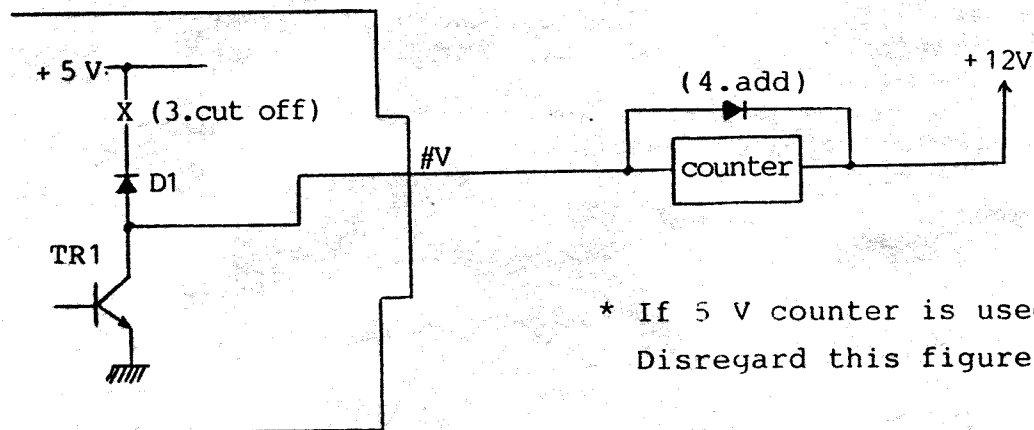 + 5 V
X (3.cut off)
D1
TR1
#V
(4.add)
counter
+ 12V
* If 5 V counter is use
Disregard this figure